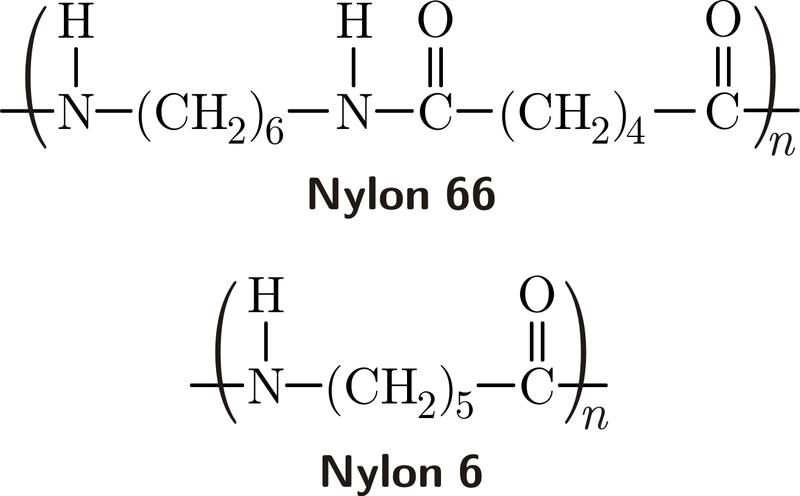 H H O O
N—(CH₂)₆—N—C—(CH₂)₄—C n
Nylon 66
H O
N—(CH₂)₅—C n
Nylon 6